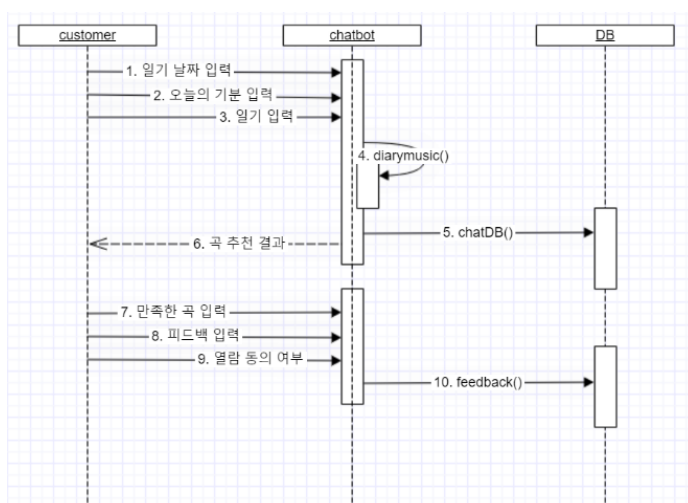 customer
chatbot
DB
1. 일기 날짜 입력
2. 오늘의 기분 입력
3. 일기 입력
4. diarymusic()
5. chatDB()
6. 곡 추천 결과
7. 만족한 곡 입력
8. 피드백 입력
9. 열람 동의 여부
10. feedback()